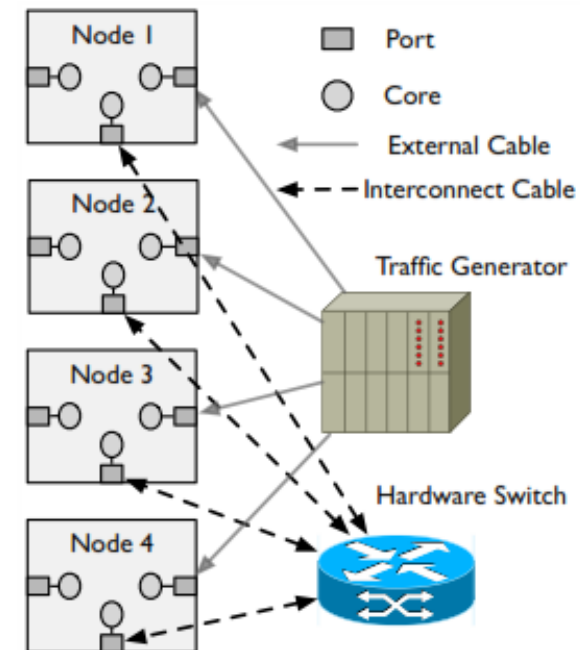 Node 1
Port
Core
External Cable
Interconnect Cable
Node 2
Traffic Generator
Node 3
Hardware Switch
Node 4